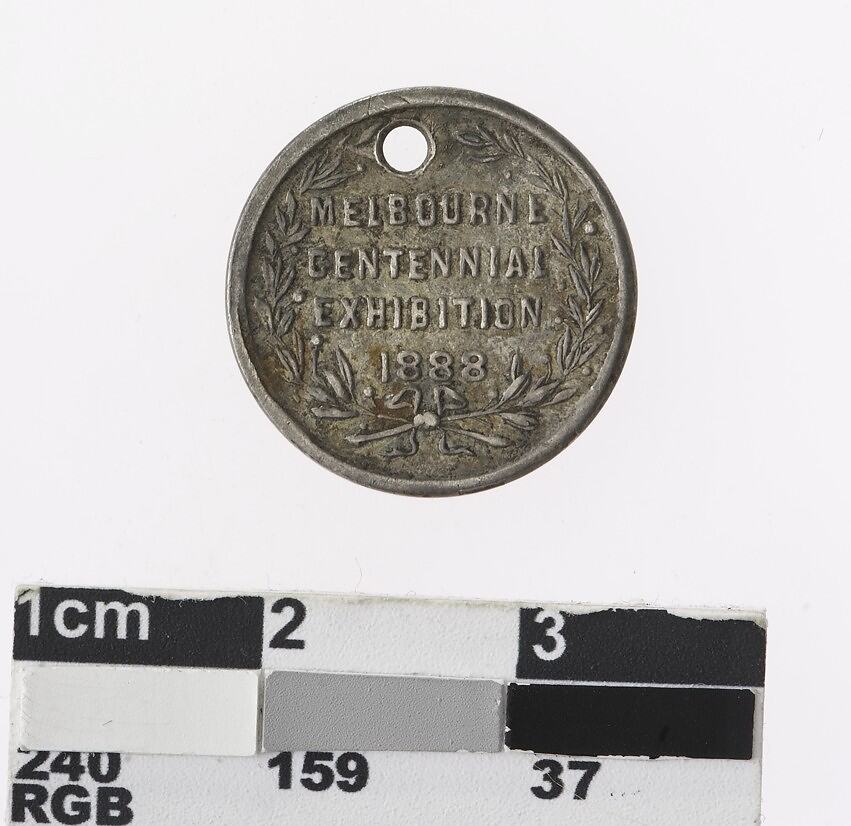 MELBOURNE
CENTENNIAL
EXHIBITION
1888
1cm 2 3
240 159 37
RGB